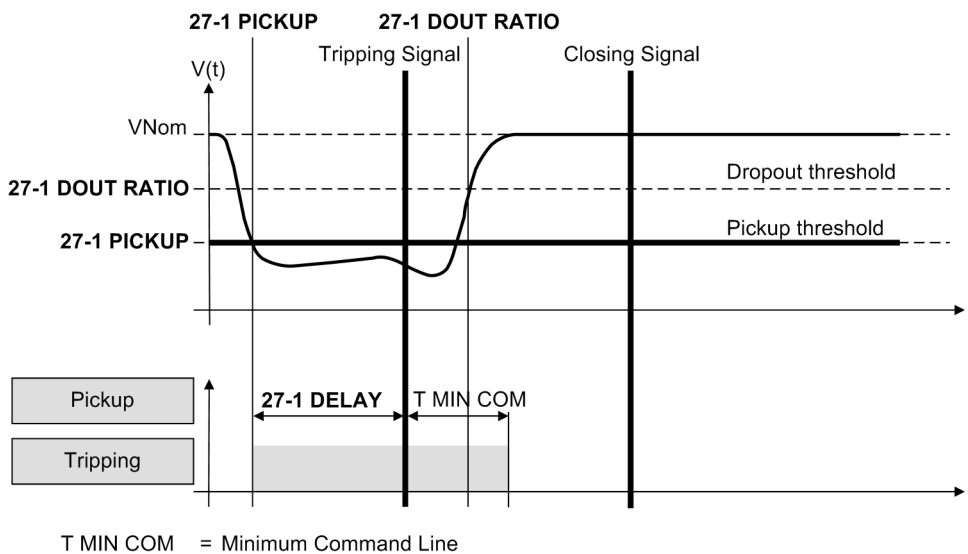 27-1 PICKUP
27-1 DOUT RATIO
Tripping Signal
Closing Signal
V(t)
VNom
Dropout threshold
27-1 DOUT RATIO
Pickup threshold
27-1 PICKUP
Pickup
27-1 DELAY
T MIN COM
Tripping
T MIN COM = Minimum Command Line